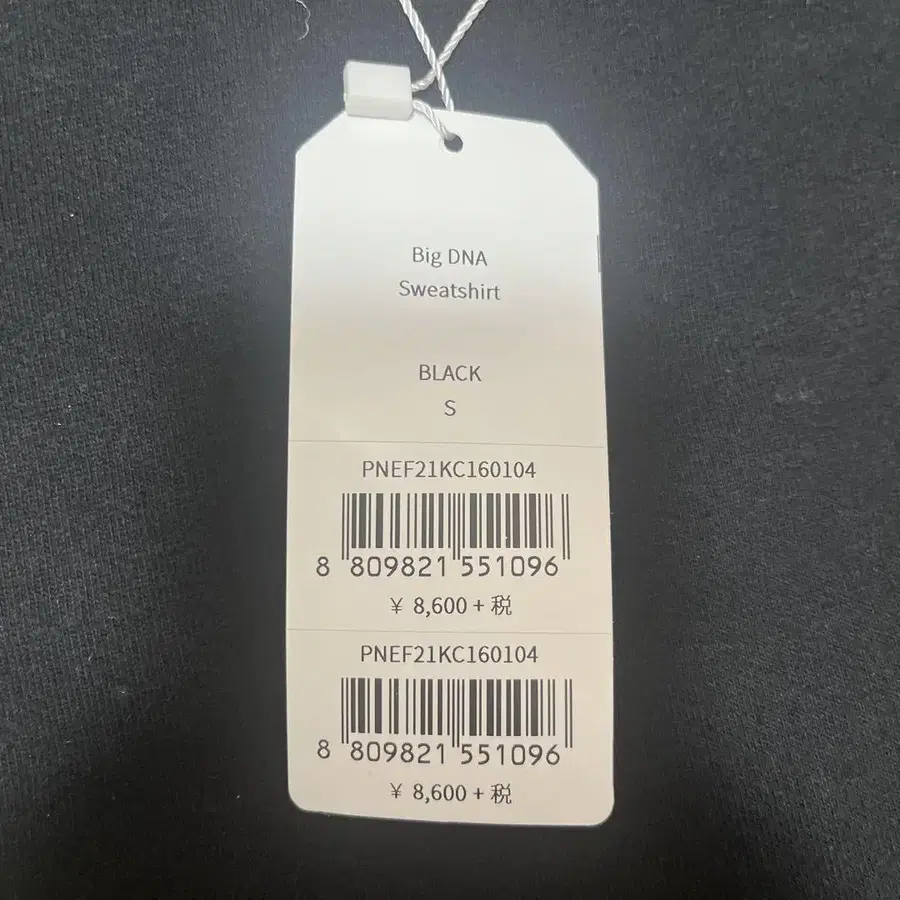 Big DNA
Sweatshirt
BLACK
S
PNEF21KC160104
8 809821 551096
¥ 8,600 + 税
PNEF21KC160104
8 809821 551096
¥ 8,600 + 税